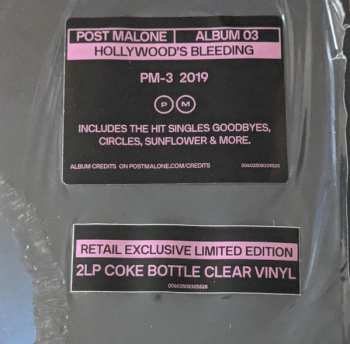 POST MALONE | ALBUM 03
HOLLYWOOD'S BLEEDING
PM-3 2019
P M
INCLUDES THE HIT SINGLES GOODBYES,
CIRCLES, SUNFLOWER & MORE.
ALBUM CREDITS ON POSTMALONE.COM/CREDITS
RETAIL EXCLUSIVE LIMITED EDITION
2LP COKE BOTTLE CLEAR VINYL